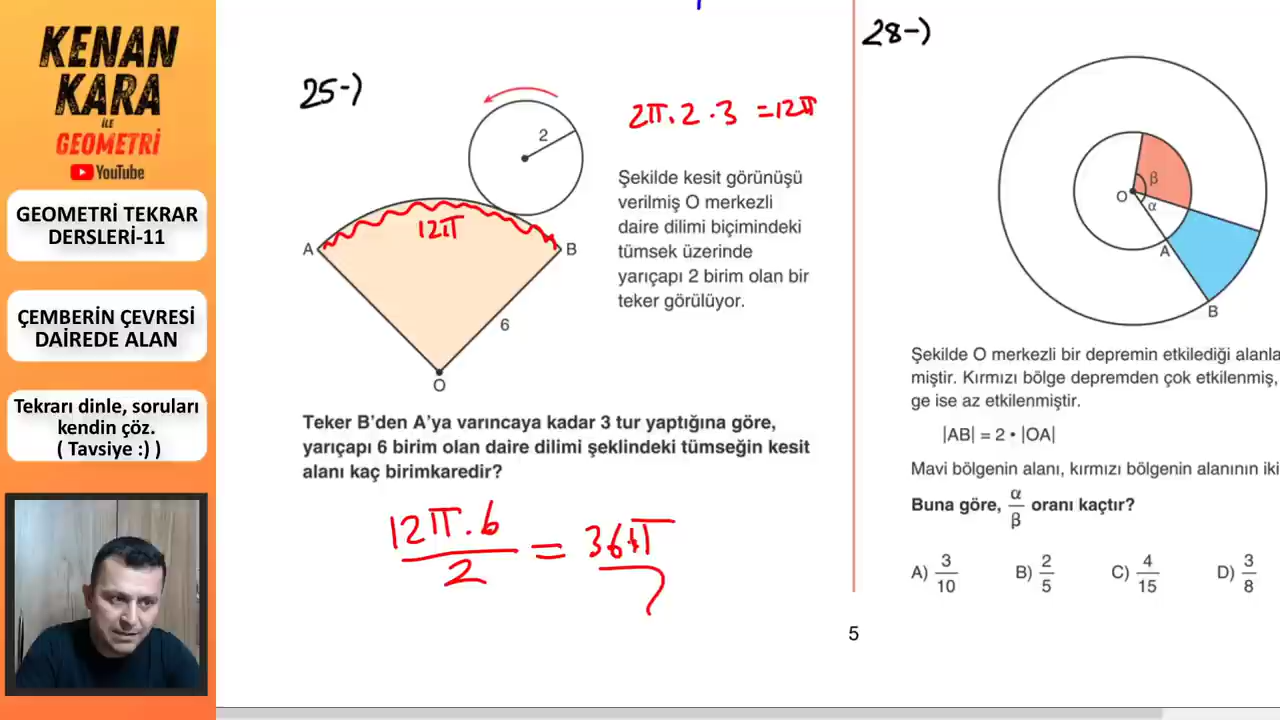 KENAN
KARA
İLE
GEOMETRİ
YouTube
GEOMETRİ TEKRAR
DERSLERİ-11
ÇEMBERİN ÇEVRESİ
DAİREDE ALAN
Tekrarı dinle, soruları
kendin çöz.
( Tavsiye :) )
25-)
2
2π.2.3 =12π
12π
A
B
6
O
Şekilde kesit görünüşü
verilmiş O merkezli
daire dilimi biçimindeki
tümsek üzerinde
yarıçapı 2 birim olan bir
teker görülüyor.
Teker B'den A'ya varıncaya kadar 3 tur yaptığına göre,
yarıçapı 6 birim olan daire dilimi şeklindeki tümseğin kesit
alanı kaç birimkaredir?
12π.6 / 2 = 36π
28-)
β
O
α
A
B
Şekilde O merkezli bir depremin etkilediği alanla
miştir. Kırmızı bölge depremden çok etkilenmiş,
ge ise az etkilenmiştir.
|AB| = 2 • |OA|
Mavi bölgenin alanı, kırmızı bölgenin alanının iki
Buna göre, α/β oranı kaçtır?
A) 3/10 B) 2/5 C) 4/15 D) 3/8
5